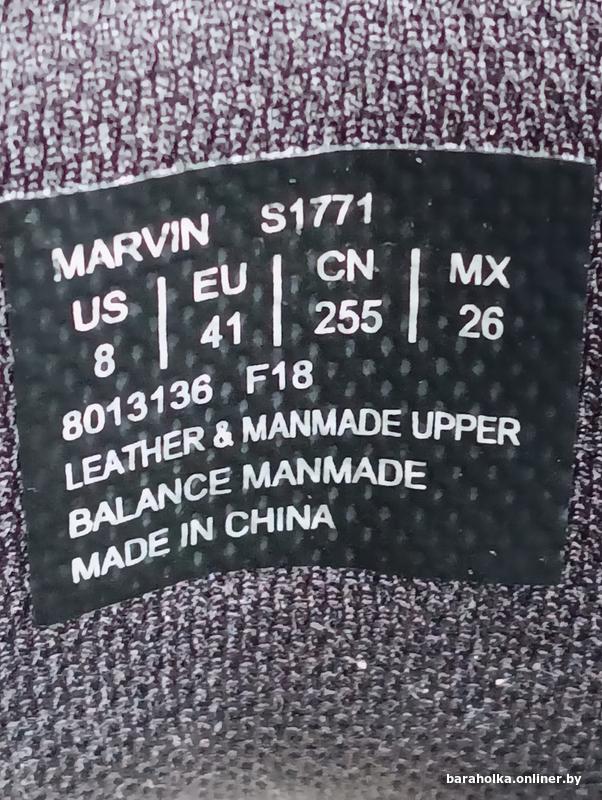 MARVIN S1771
US | EU | CN | MX
8 | 41 | 255 | 26
8013136 F18
LEATHER & MANMADE UPPER
BALANCE MANMADE
MADE IN CHINA
baraholka.onliner.by